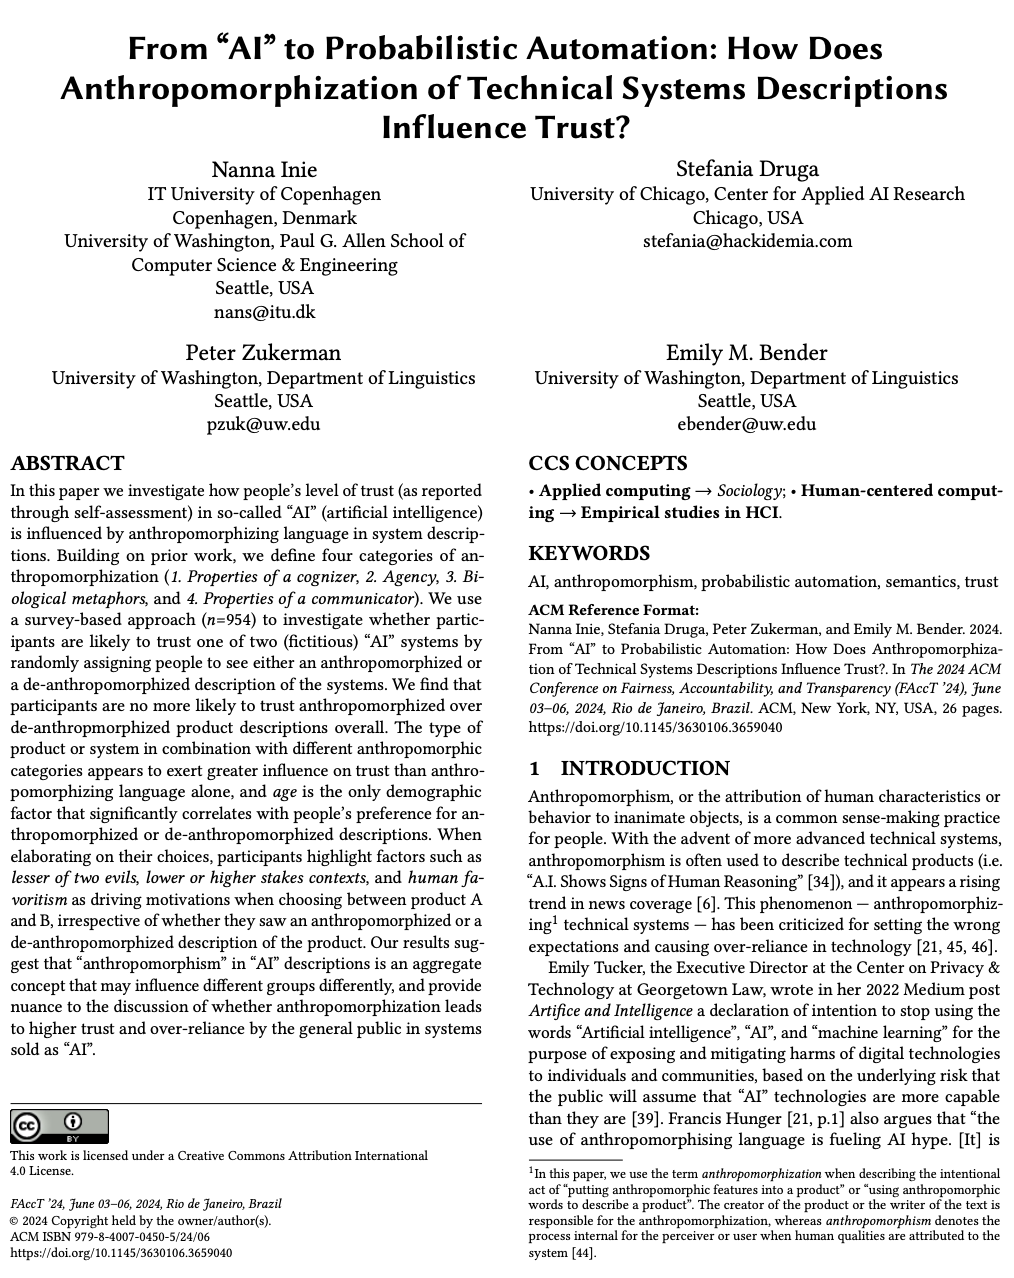 From “AI” to Probabilistic Automation: How Does
Anthropomorphization of Technical Systems Descriptions
Influence Trust?
Nanna Inie
IT University of Copenhagen
Copenhagen, Denmark
University of Washington, Paul G. Allen School of
Computer Science & Engineering
Seattle, USA
nans@itu.dk
Stefania Druga
University of Chicago, Center for Applied AI Research
Chicago, USA
stefania@hackidemia.com
Peter Zukerman
University of Washington, Department of Linguistics
Seattle, USA
pzuk@uw.edu
Emily M. Bender
University of Washington, Department of Linguistics
Seattle, USA
ebender@uw.edu
ABSTRACT
In this paper we investigate how people’s level of trust (as reported
through self-assessment) in so-called “AI” (artificial intelligence)
is influenced by anthropomorphizing language in system descrip-
tions. Building on prior work, we define four categories of an-
thropomorphization (1. Properties of a cognizer, 2. Agency, 3. Bi-
ological metaphors, and 4. Properties of a communicator). We use
a survey-based approach (n=954) to investigate whether partic-
ipants are likely to trust one of two (fictitious) “AI” systems by
randomly assigning people to see either an anthropomorphized or
a de-anthropomorphized description of the systems. We find that
participants are no more likely to trust anthropomorphized over
de-anthropmorphized product descriptions overall. The type of
product or system in combination with different anthropomorphic
categories appears to exert greater influence on trust than anthro-
pomorphizing language alone, and age is the only demographic
factor that significantly correlates with people’s preference for an-
thropomorphized or de-anthropomorphized descriptions. When
elaborating on their choices, participants highlight factors such as
lesser of two evils, lower or higher stakes contexts, and human fa-
voritism as driving motivations when choosing between product A
and B, irrespective of whether they saw an anthropomorphized or a
de-anthropomorphized description of the product. Our results sug-
gest that “anthropomorphism” in “AI” descriptions is an aggregate
concept that may influence different groups differently, and provide
nuance to the discussion of whether anthropomorphization leads
to higher trust and over-reliance by the general public in systems
sold as “AI”.
cc BY
This work is licensed under a Creative Commons Attribution International
4.0 License.
FAccT ’24, June 03–06, 2024, Rio de Janeiro, Brazil
© 2024 Copyright held by the owner/author(s).
ACM ISBN 979-8-4007-0450-5/24/06
https://doi.org/10.1145/3630106.3659040
CCS CONCEPTS
• Applied computing → Sociology; • Human-centered comput-
ing → Empirical studies in HCI.
KEYWORDS
AI, anthropomorphism, probabilistic automation, semantics, trust
ACM Reference Format:
Nanna Inie, Stefania Druga, Peter Zukerman, and Emily M. Bender. 2024.
From “AI” to Probabilistic Automation: How Does Anthropomorphiza-
tion of Technical Systems Descriptions Influence Trust?. In The 2024 ACM
Conference on Fairness, Accountability, and Transparency (FAccT ’24), June
03–06, 2024, Rio de Janeiro, Brazil. ACM, New York, NY, USA, 26 pages.
https://doi.org/10.1145/3630106.3659040
1 INTRODUCTION
Anthropomorphism, or the attribution of human characteristics or
behavior to inanimate objects, is a common sense-making practice
for people. With the advent of more advanced technical systems,
anthropomorphism is often used to describe technical products (i.e.
“A.I. Shows Signs of Human Reasoning” [34]), and it appears a rising
trend in news coverage [6]. This phenomenon — anthropomorphiz-
ing1 technical systems — has been criticized for setting the wrong
expectations and causing over-reliance in technology [21, 45, 46].
Emily Tucker, the Executive Director at the Center on Privacy &
Technology at Georgetown Law, wrote in her 2022 Medium post
Artifice and Intelligence a declaration of intention to stop using the
words “Artificial intelligence”, “AI”, and “machine learning” for the
purpose of exposing and mitigating harms of digital technologies
to individuals and communities, based on the underlying risk that
the public will assume that “AI” technologies are more capable
than they are [39]. Francis Hunger [21, p.1] also argues that “the
use of anthropomorphising language is fueling AI hype. [It] is
1In this paper, we use the term anthropomorphization when describing the intentional
act of “putting anthropomorphic features into a product” or “using anthropomorphic
words to describe a product”. The creator of the product or the writer of the text is
responsible for the anthropomorphization, whereas anthropomorphism denotes the
process internal for the perceiver or user when human qualities are attributed to the
system [44].